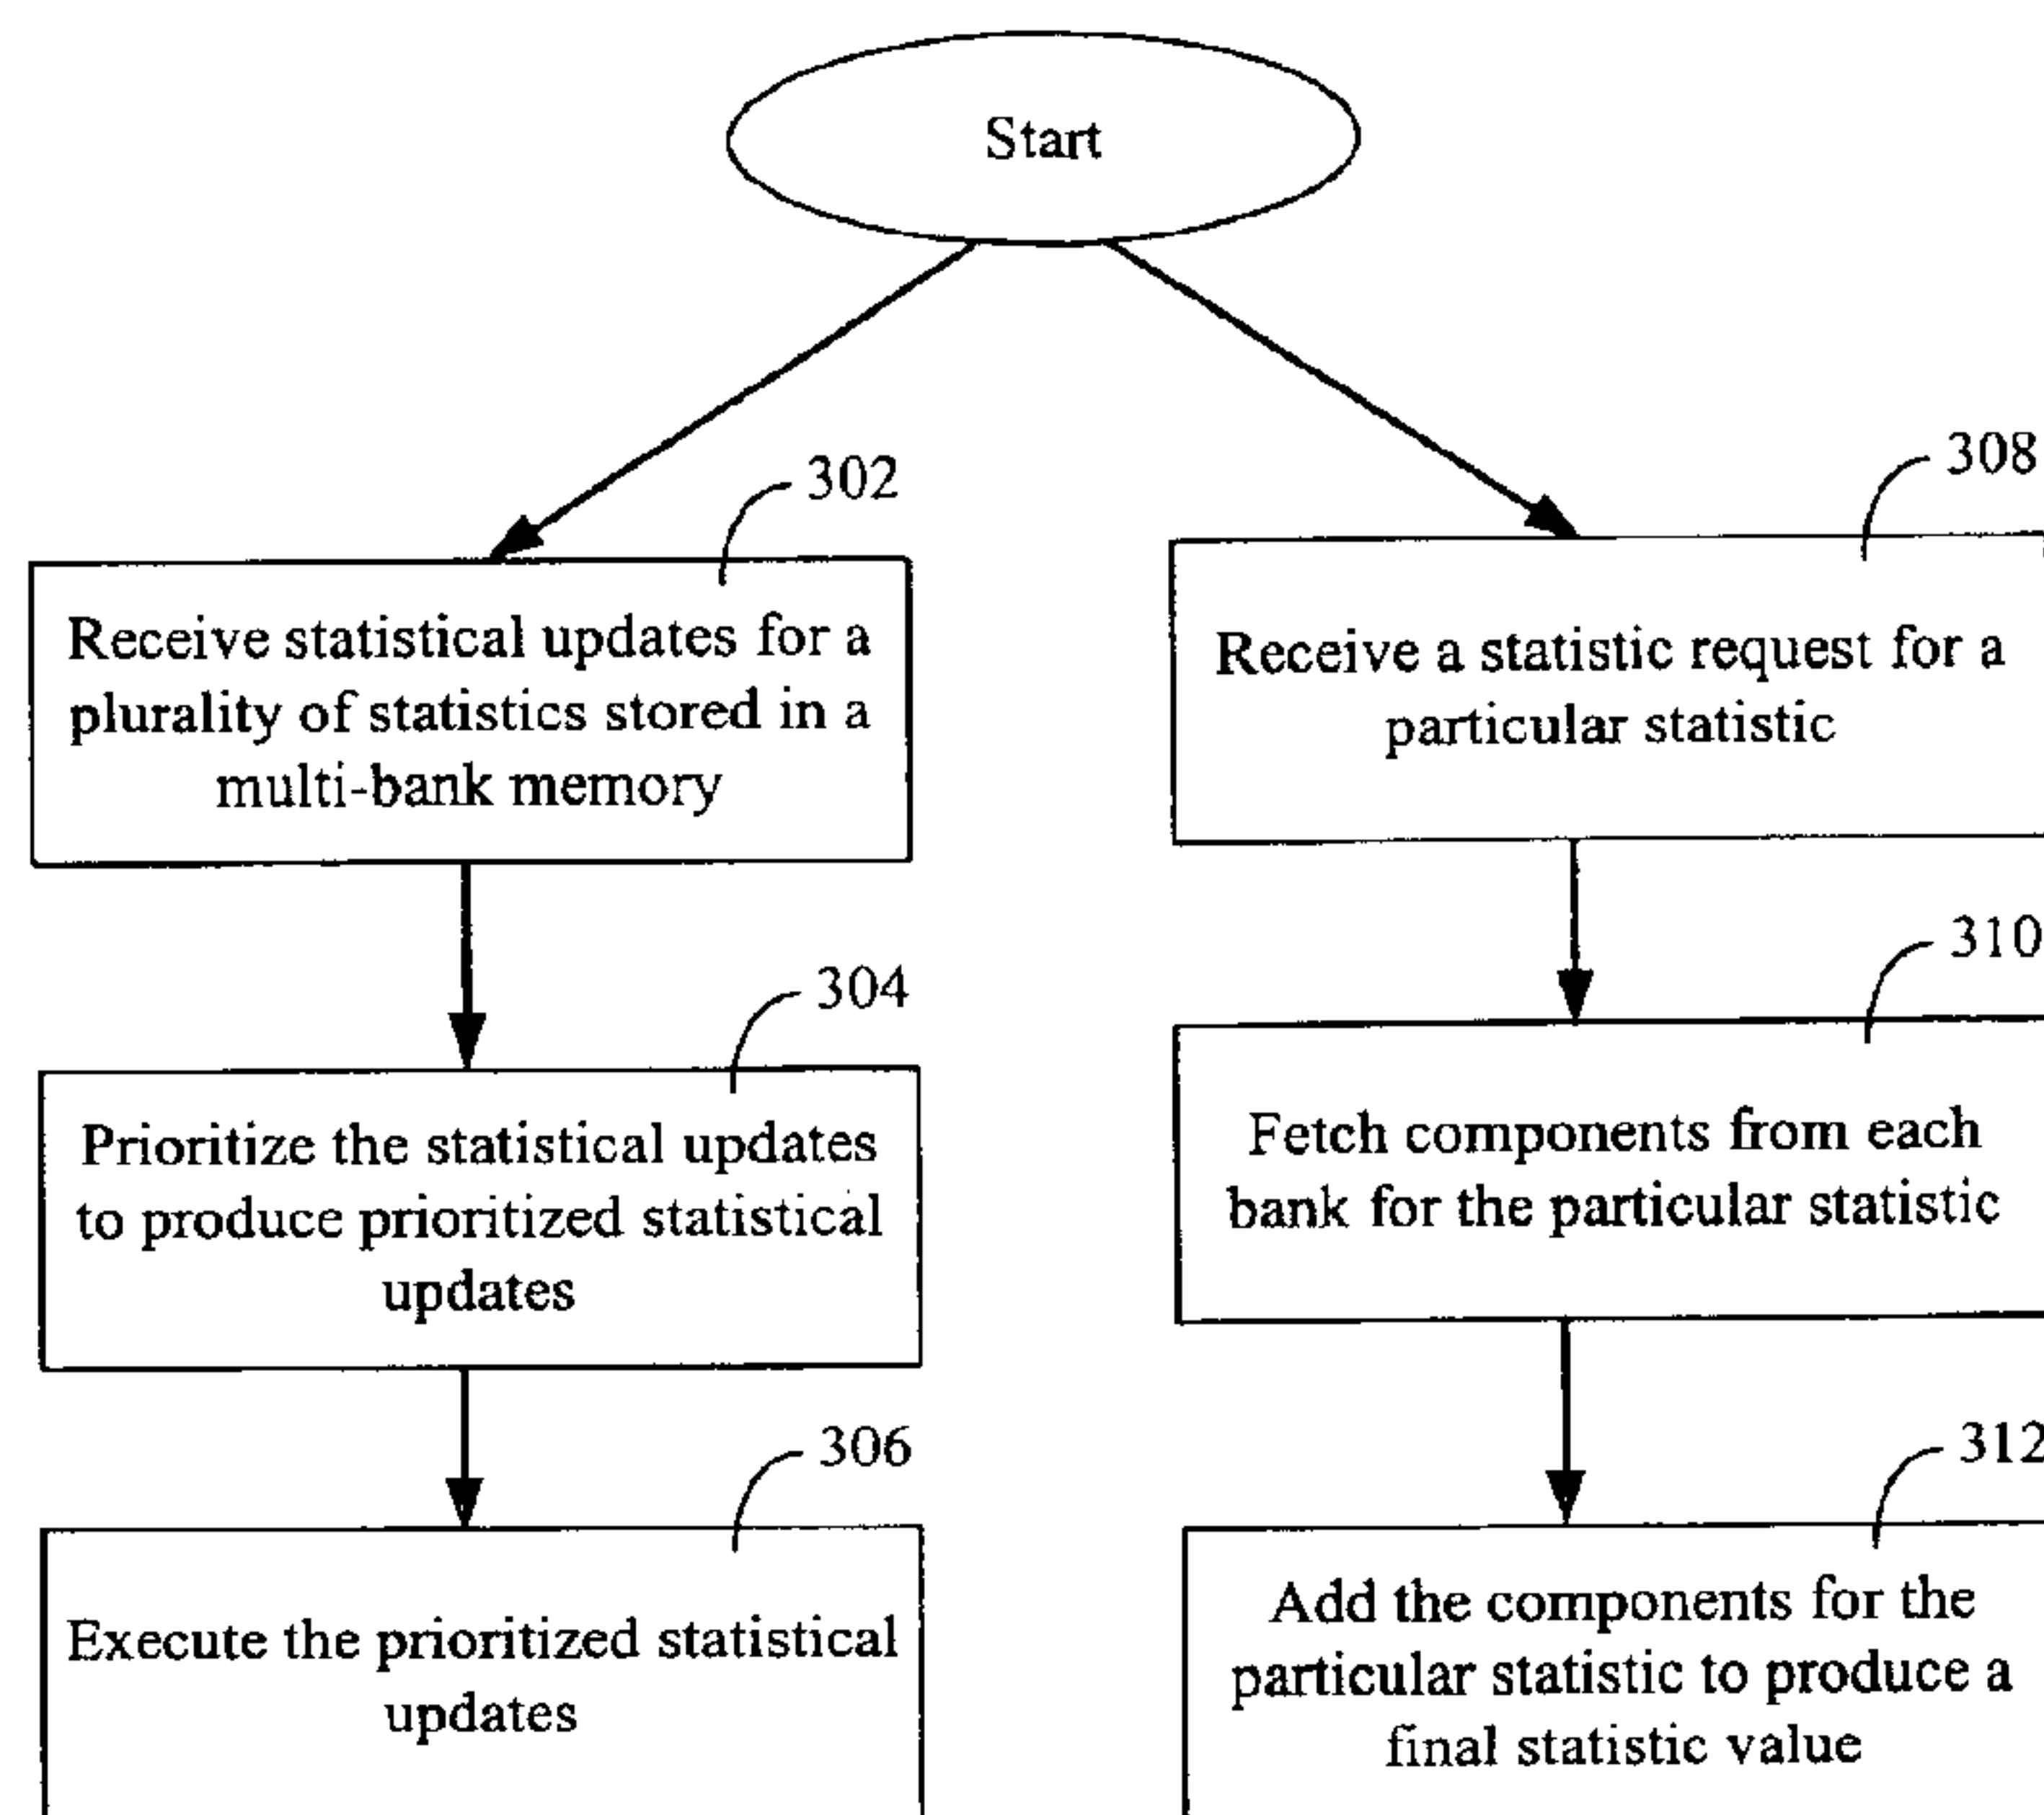 Start
302
Receive statistical updates for a
plurality of statistics stored in a
multi-bank memory
304
Prioritize the statistical updates
to produce prioritized statistical
updates
306
Execute the prioritized statistical
updates
308
Receive a statistic request for a
particular statistic
310
Fetch components from each
bank for the particular statistic
312
Add the components for the
particular statistic to produce a
final statistic value